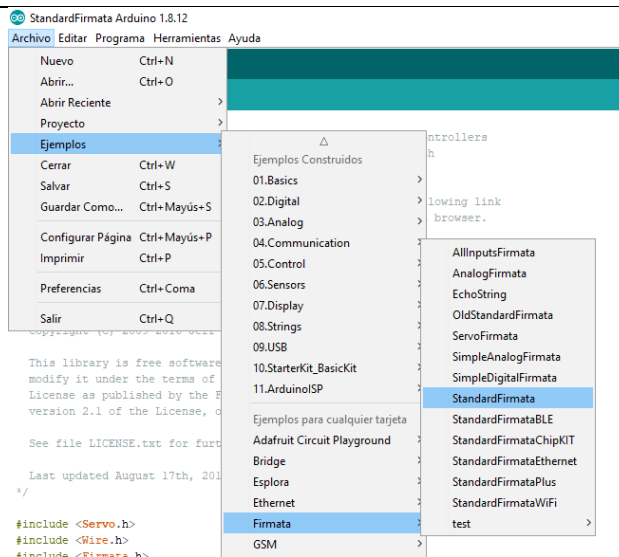 StandardFirmata Arduino 1.8.12
Archivo Editar Programa Herramientas Ayuda
Nuevo Ctrl+N
Abrir... Ctrl+O
Abrir Reciente
Proyecto
Ejemplos
Cerrar Ctrl+W
Salvar Ctrl+S
Guardar Como... Ctrl+Mayús+S
Configurar Página Ctrl+Mayús+P
Imprimir Ctrl+P
Preferencias Ctrl+Coma
Salir Ctrl+Q
Ejemplos Construidos
01.Basics
02.Digital
03.Analog
04.Communication
05.Control
06.Sensors
07.Display
08.Strings
09.USB
10.StarterKit_BasicKit
11.ArduinoISP
Ejemplos para cualquier tarjeta
Adafruit Circuit Playground
Bridge
Esplora
Ethernet
Firmata
GSM
AllInputsFirmata
AnalogFirmata
EchoString
OldStandardFirmata
ServoFirmata
SimpleAnalogFirmata
SimpleDigitalFirmata
StandardFirmata
StandardFirmataBLE
StandardFirmataChipKIT
StandardFirmataEthernet
StandardFirmataPlus
StandardFirmataWiFi
test
ntrollers
h
lowing link
browser.
This library is free software
modify it under the terms of
License as published by the F
version 2.1 of the License, o
See file LICENSE.txt for furt
Last updated August 17th, 201
*/
#include <Servo.h>
#include <Wire.h>
#include <Firmata.h>